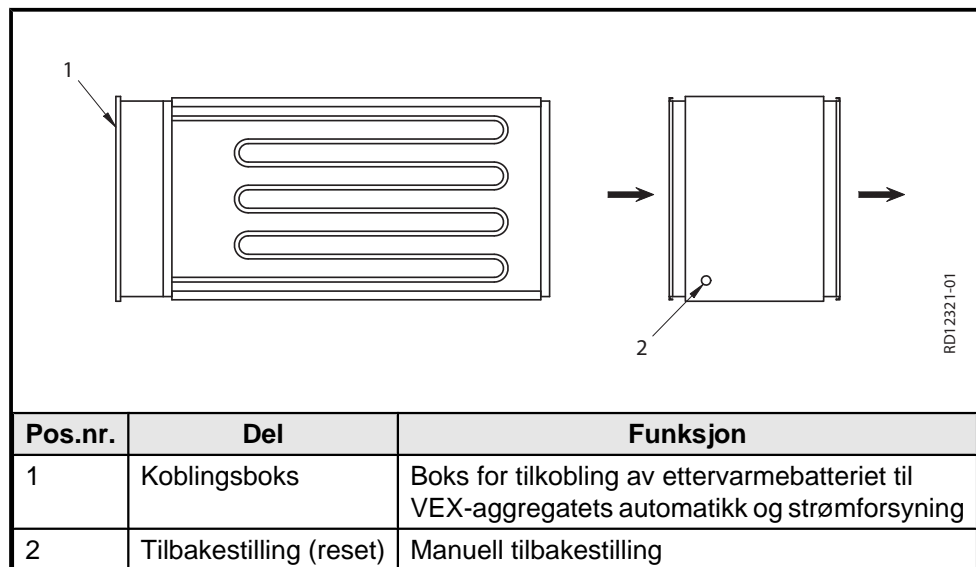 1
2
RD12321-01
Pos.nr. Del Funksjon
1 Koblingsboks Boks for tilkobling av ettervarmebatteriet til
VEX-aggregatets automatikk og strømforsyning
2 Tilbakestilling (reset) Manuell tilbakestilling